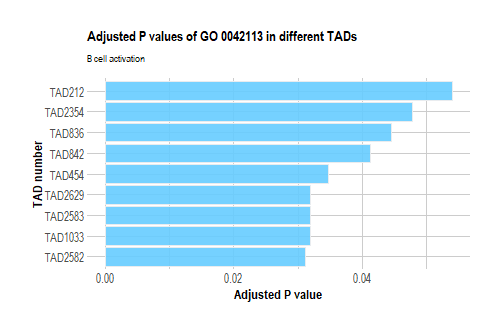 Adjusted P values of GO 0042113 in different TADs
B cell activation
TAD number
TAD212
TAD2354
TAD836
TAD842
TAD454
TAD2629
TAD2583
TAD1033
TAD2582
0.00 0.02 0.04
Adjusted P value